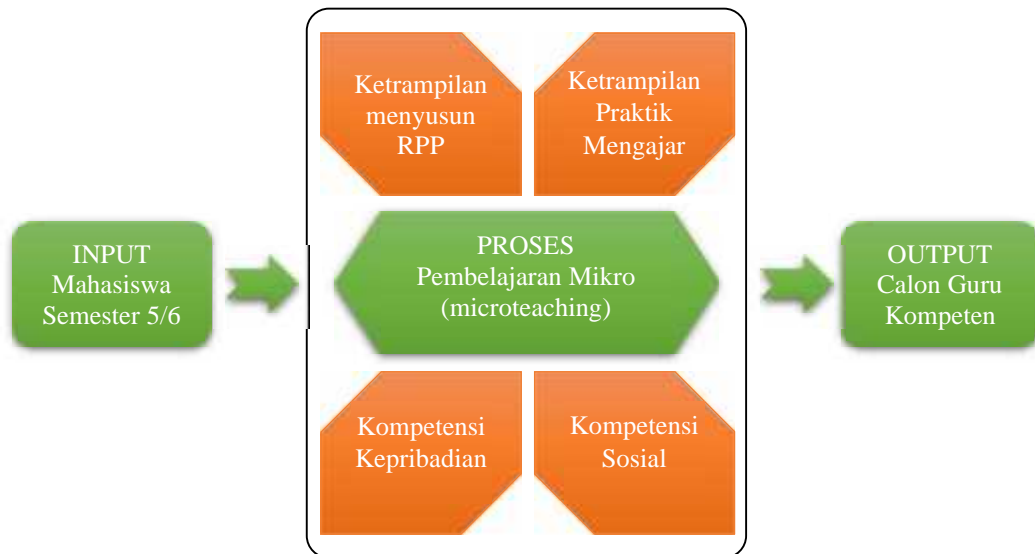 INPUT
Mahasiswa
Semester 5/6
Ketrampilan
menyusun
RPP
Ketrampilan
Praktik
Mengajar
PROSES
Pembelajaran Mikro
(microteaching)
Kompetensi
Kepribadian
Kompetensi
Sosial
OUTPUT
Calon Guru
Kompeten